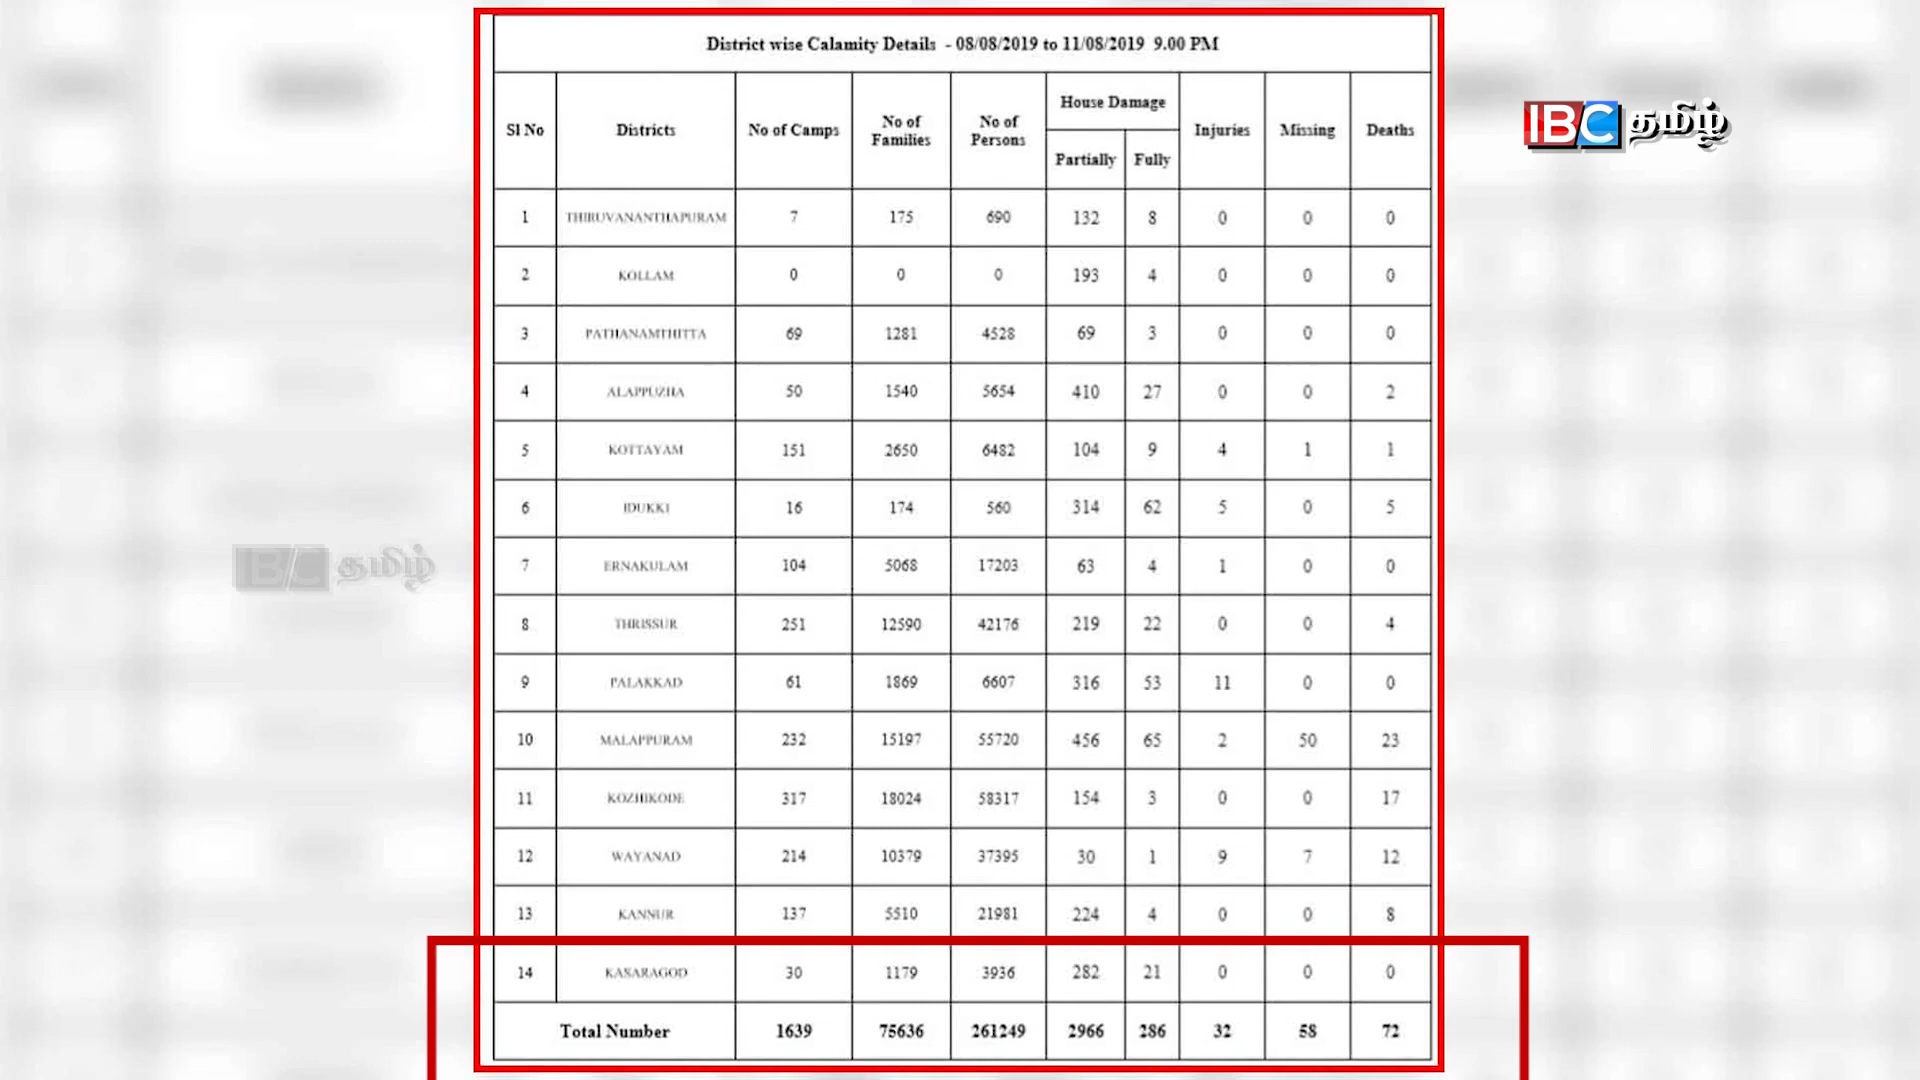 District wise Calamity Details - 08/08/2019 to 11/08/2019 9.00 PM
Sl No Districts No of Camps No of Families No of Persons House Damage Partially Fully Injuries Missing Deaths
1 THIRUVANANTHAPURAM 7 175 690 132 8 0 0 0
2 KOLLAM 0 0 0 193 4 0 0 0
3 PATHANAMTHITTA 69 1281 4528 69 3 0 0 0
4 ALAPPUZHA 50 1540 5654 410 27 0 0 2
5 KOTTAYAM 151 2650 6482 104 9 4 1 1
6 IDUKKI 16 174 560 314 62 5 0 5
7 ERNAKULAM 104 5068 17203 63 4 1 0 0
8 THRISSUR 251 12590 42176 219 22 0 0 4
9 PALAKKAD 61 1869 6607 316 53 11 0 0
10 MALAPPURAM 232 15197 55720 456 65 2 50 23
11 KOZHIKODE 317 18024 58317 154 3 0 0 17
12 WAYANAD 214 10379 37395 30 1 9 7 12
13 KANNUR 137 5510 21981 224 4 0 0 8
14 KASARAGOD 30 1179 3936 282 21 0 0 0
Total Number 1639 75636 261249 2966 286 32 58 72
IBC தமிழ்
IBC தமிழ்